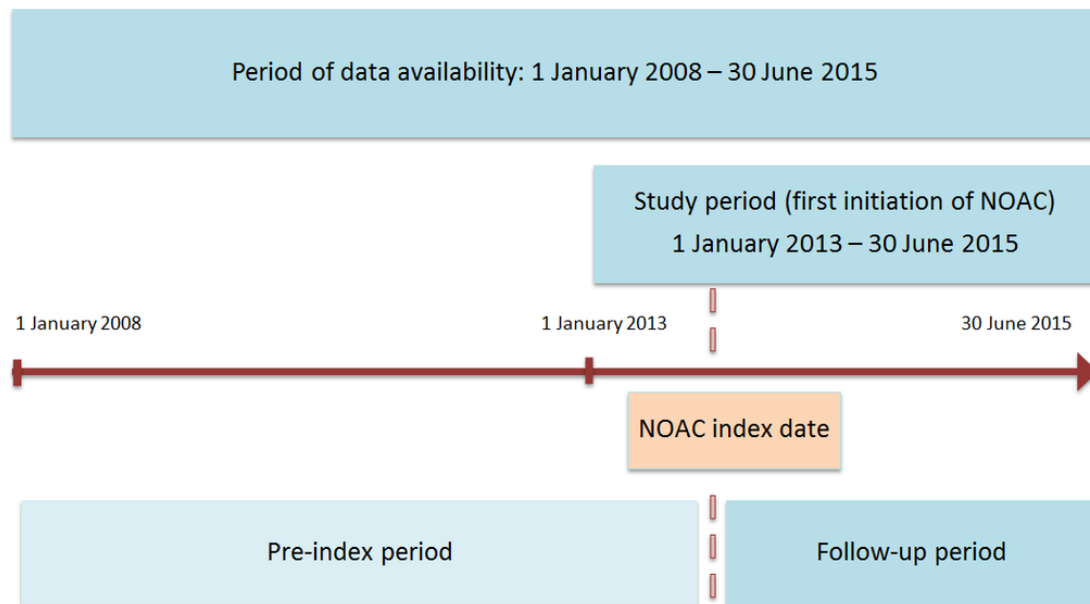 Period of data availability: 1 January 2008 – 30 June 2015
Study period (first initiation of NOAC)
1 January 2013 – 30 June 2015
1 January 2008
1 January 2013
30 June 2015
NOAC index date
Pre-index period
Follow-up period